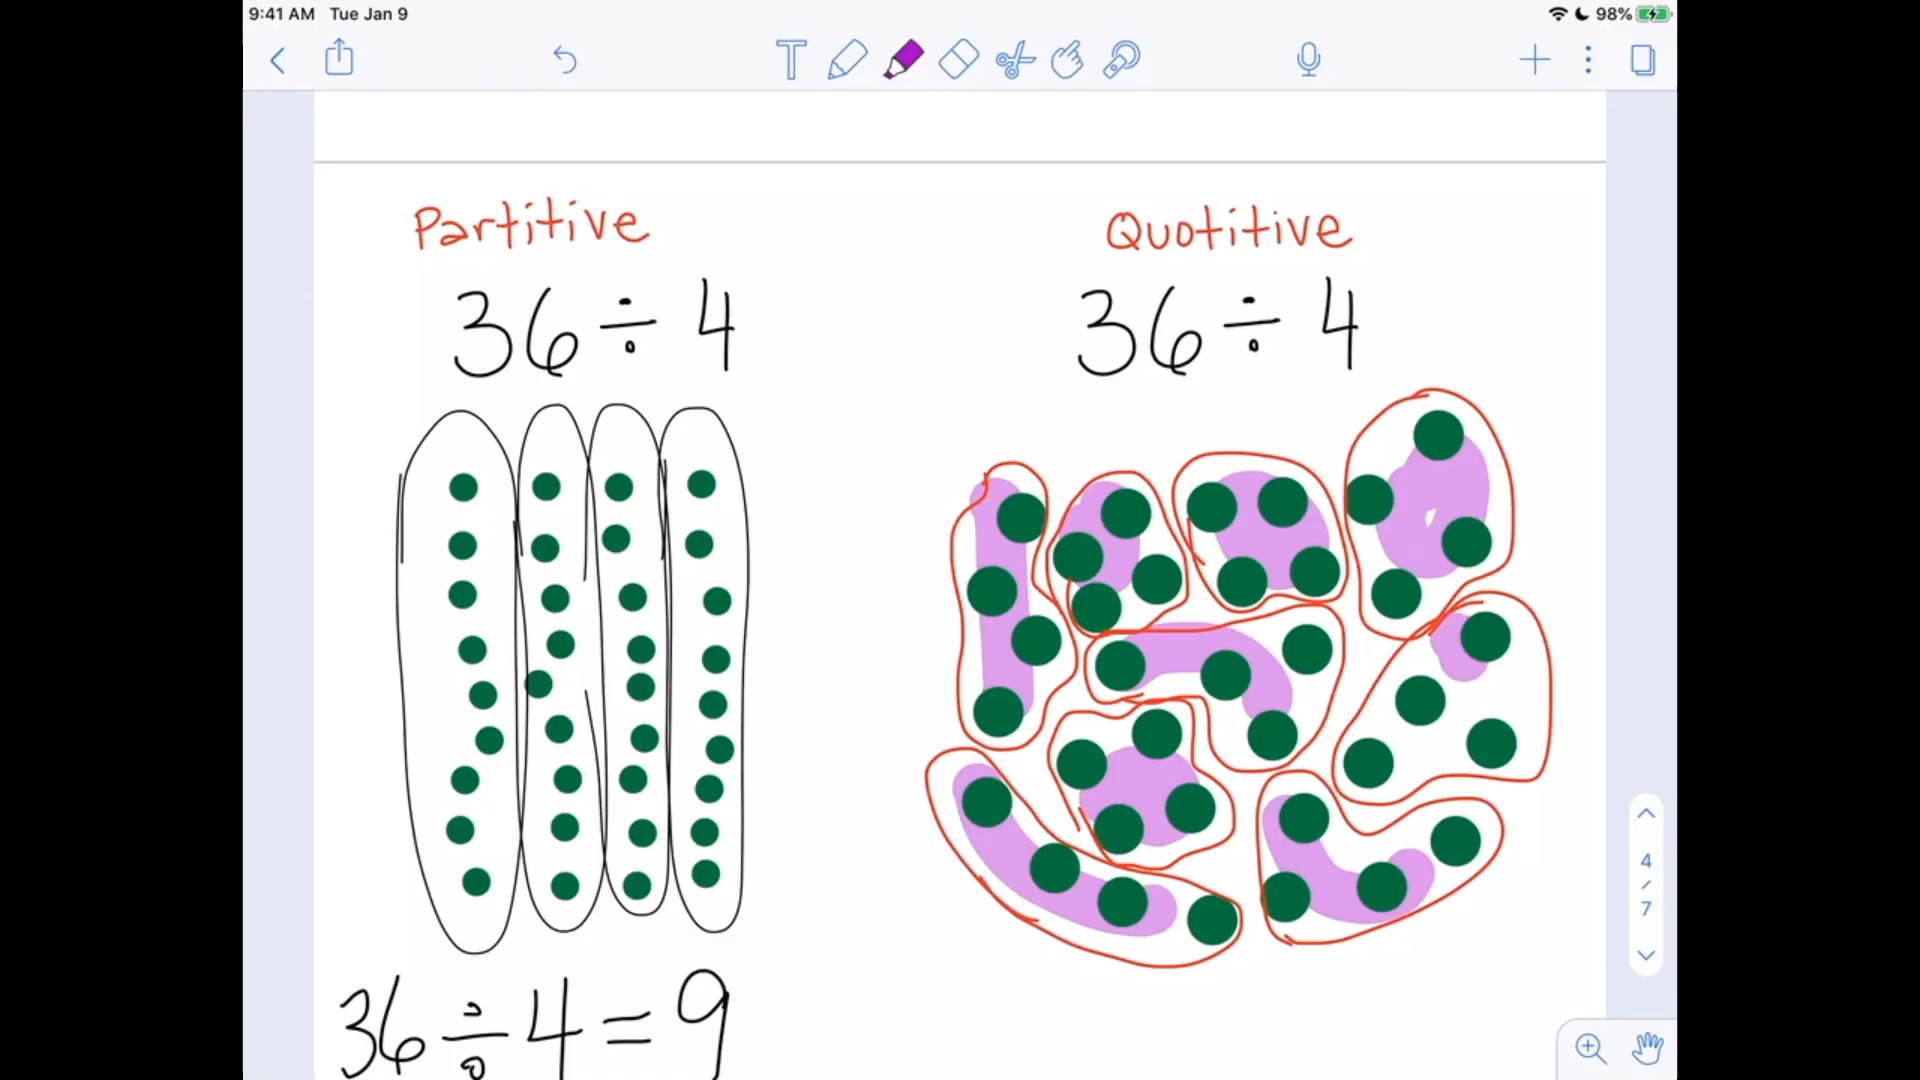 9:41 AM Tue Jan 9
98%
T
Partitive
Quotitive
36 ÷ 4
36 ÷ 4
36 ÷ 4 = 9
4
/
7